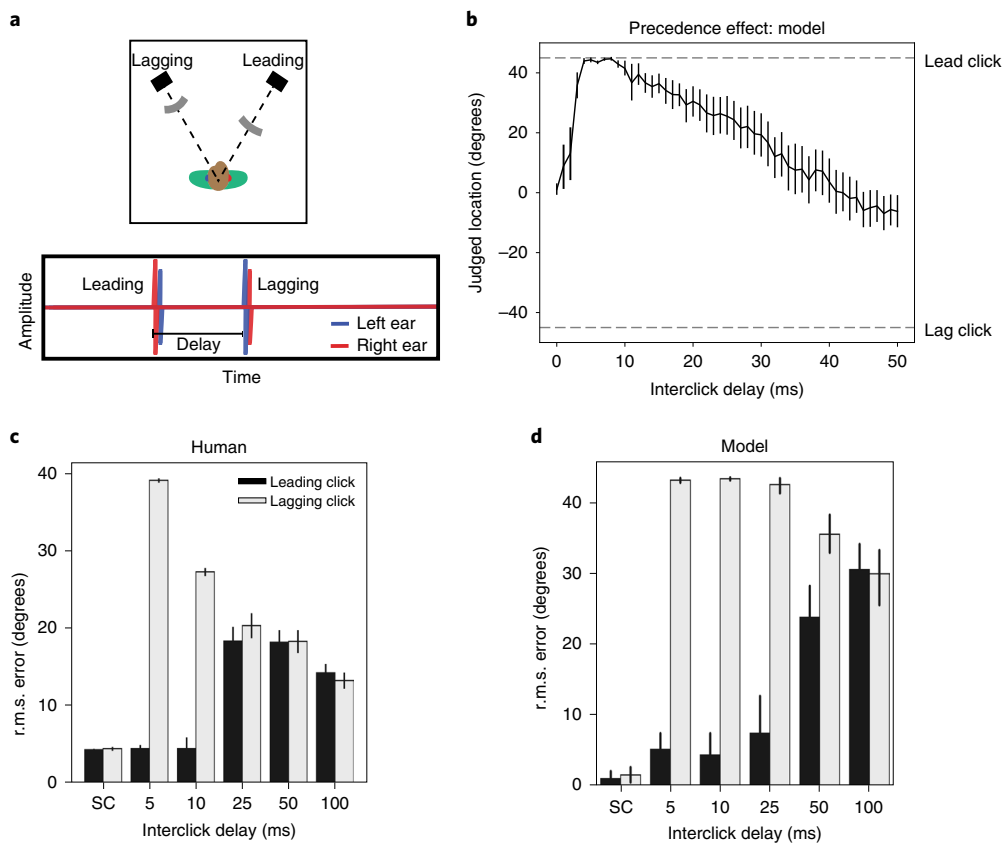 a
Lagging
Leading
Amplitude
Leading
Lagging
Delay
Left ear
Right ear
Time
b
Precedence effect: model
Judged location (degrees)
40
20
0
−20
−40
Lead click
Lag click
0
10
20
30
40
50
Interclick delay (ms)
c
Human
r.m.s. error (degrees)
40
30
20
10
0
Leading click
Lagging click
SC
5
10
25
50
100
Interclick delay (ms)
d
Model
r.m.s. error (degrees)
40
30
20
10
0
SC
5
10
25
50
100
Interclick delay (ms)